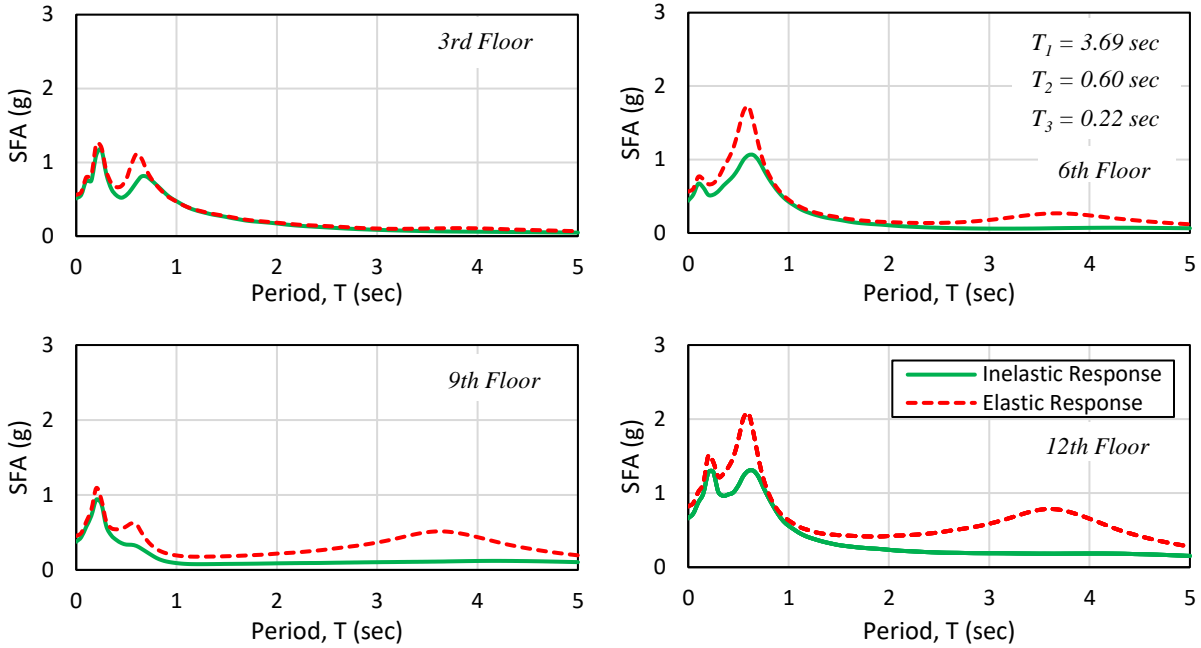 3
2
1
0
SFA (g)
3rd Floor
0 1 2 3 4 5
Period, T (sec)
3
2
1
0
SFA (g)
T1 = 3.69 sec
T2 = 0.60 sec
T3 = 0.22 sec
6th Floor
0 1 2 3 4 5
Period, T (sec)
3
2
1
0
SFA (g)
9th Floor
0 1 2 3 4 5
Period, T (sec)
3
2
1
0
SFA (g)
Inelastic Response
Elastic Response
12th Floor
0 1 2 3 4 5
Period, T (sec)